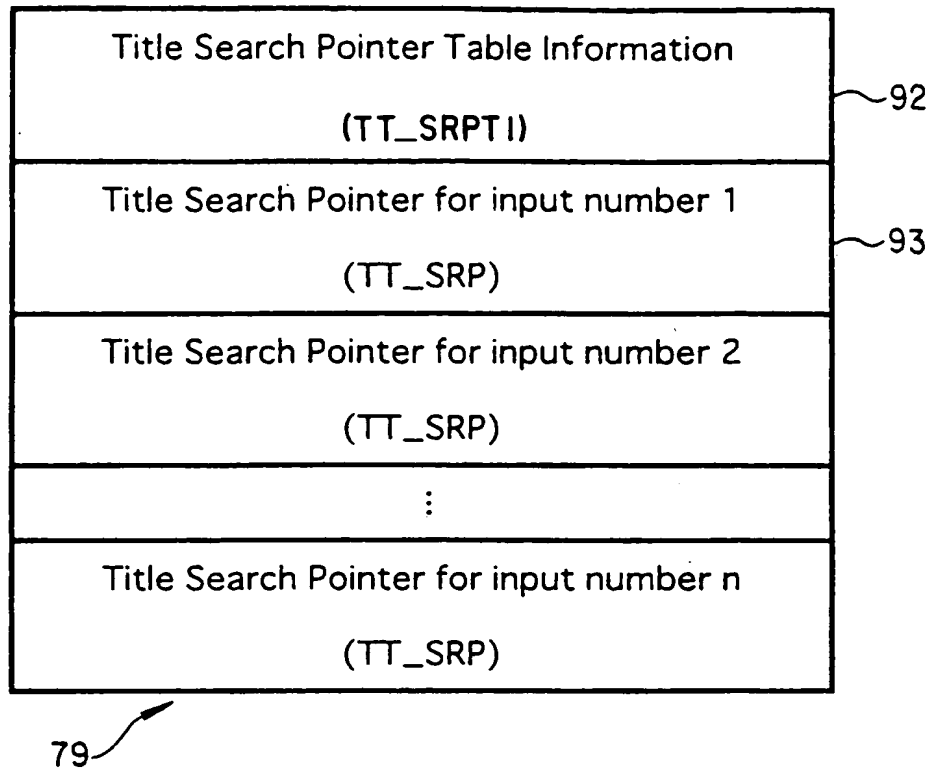 Title Search Pointer Table Information
(TT_SRPTI)
92
Title Search Pointer for input number 1
(TT_SRP)
93
Title Search Pointer for input number 2
(TT_SRP)
⋮
Title Search Pointer for input number n
(TT_SRP)
79